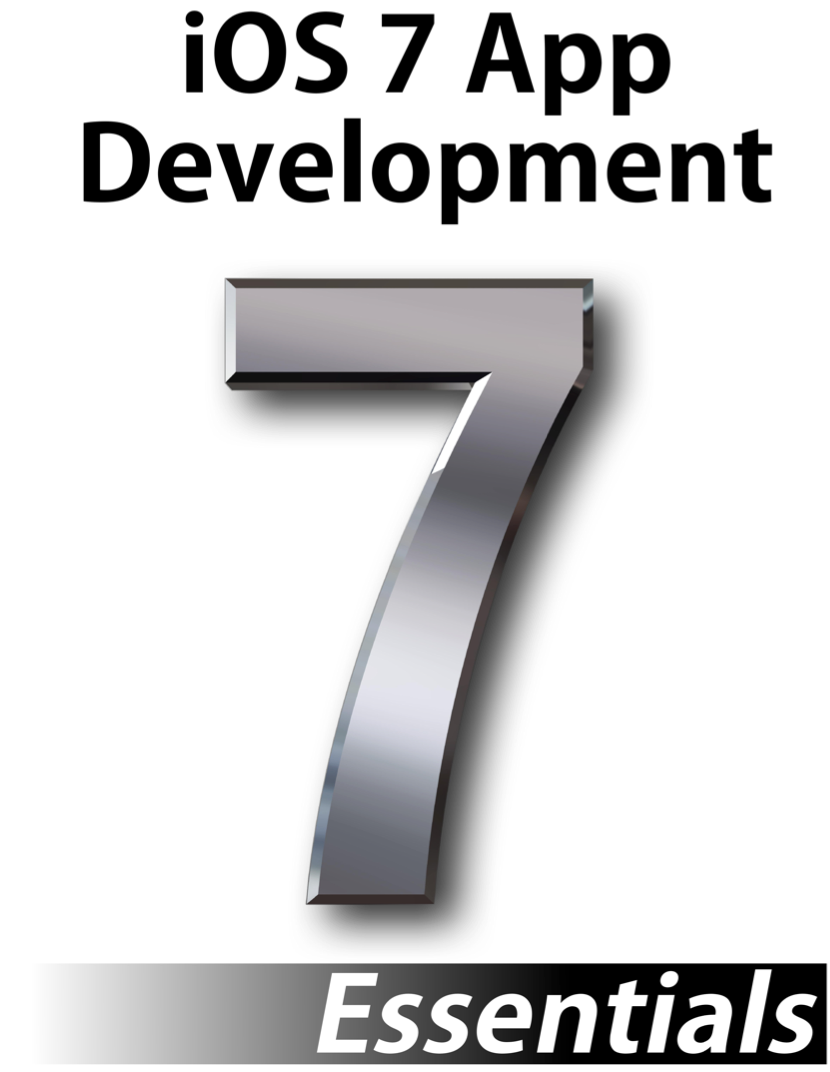 iOS 7 App
Development
7
Essentials